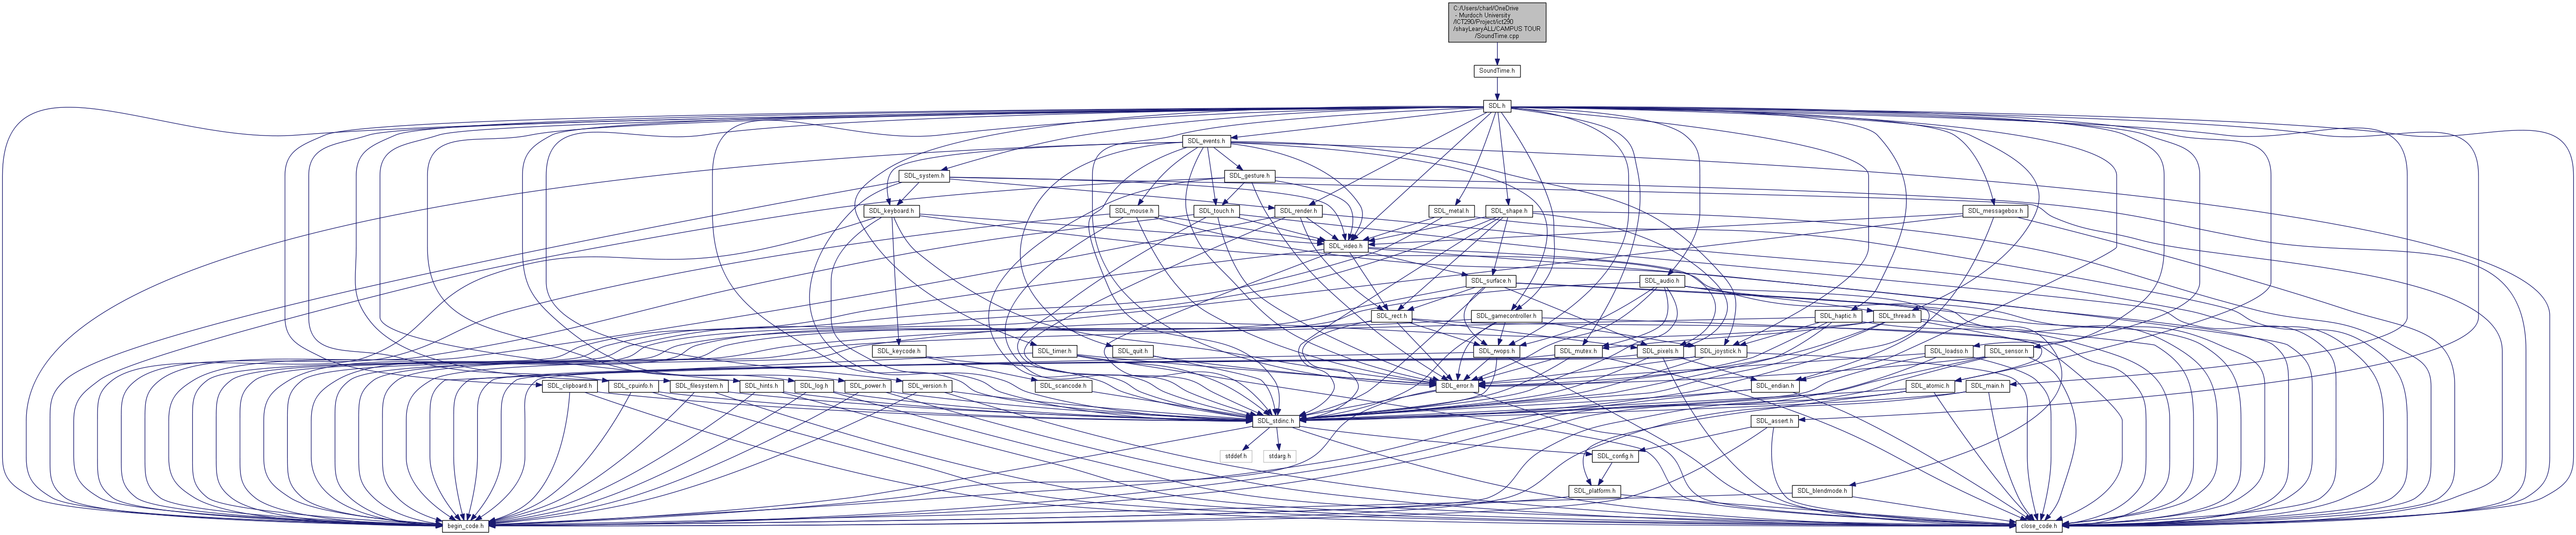 C:/Users/charl/OneDrive
- Murdoch University
/ICT290/Project/ict290
/shayLearyALL/CAMPUS TOUR
/SoundTime.cpp
SoundTime.h
SDL.h
SDL_events.h
SDL_system.h
SDL_gesture.h
SDL_keyboard.h
SDL_mouse.h
SDL_touch.h
SDL_render.h
SDL_metal.h
SDL_shape.h
SDL_messagebox.h
SDL_video.h
SDL_surface.h
SDL_audio.h
SDL_rect.h
SDL_gamecontroller.h
SDL_haptic.h
SDL_thread.h
SDL_keycode.h
SDL_timer.h
SDL_quit.h
SDL_rwops.h
SDL_mutex.h
SDL_pixels.h
SDL_joystick.h
SDL_loadso.h
SDL_sensor.h
SDL_clipboard.h
SDL_cpuinfo.h
SDL_filesystem.h
SDL_hints.h
SDL_log.h
SDL_power.h
SDL_version.h
SDL_scancode.h
SDL_error.h
SDL_endian.h
SDL_atomic.h
SDL_main.h
SDL_stdinc.h
SDL_assert.h
stddef.h
stdarg.h
SDL_config.h
SDL_platform.h
SDL_blendmode.h
begin_code.h
close_code.h